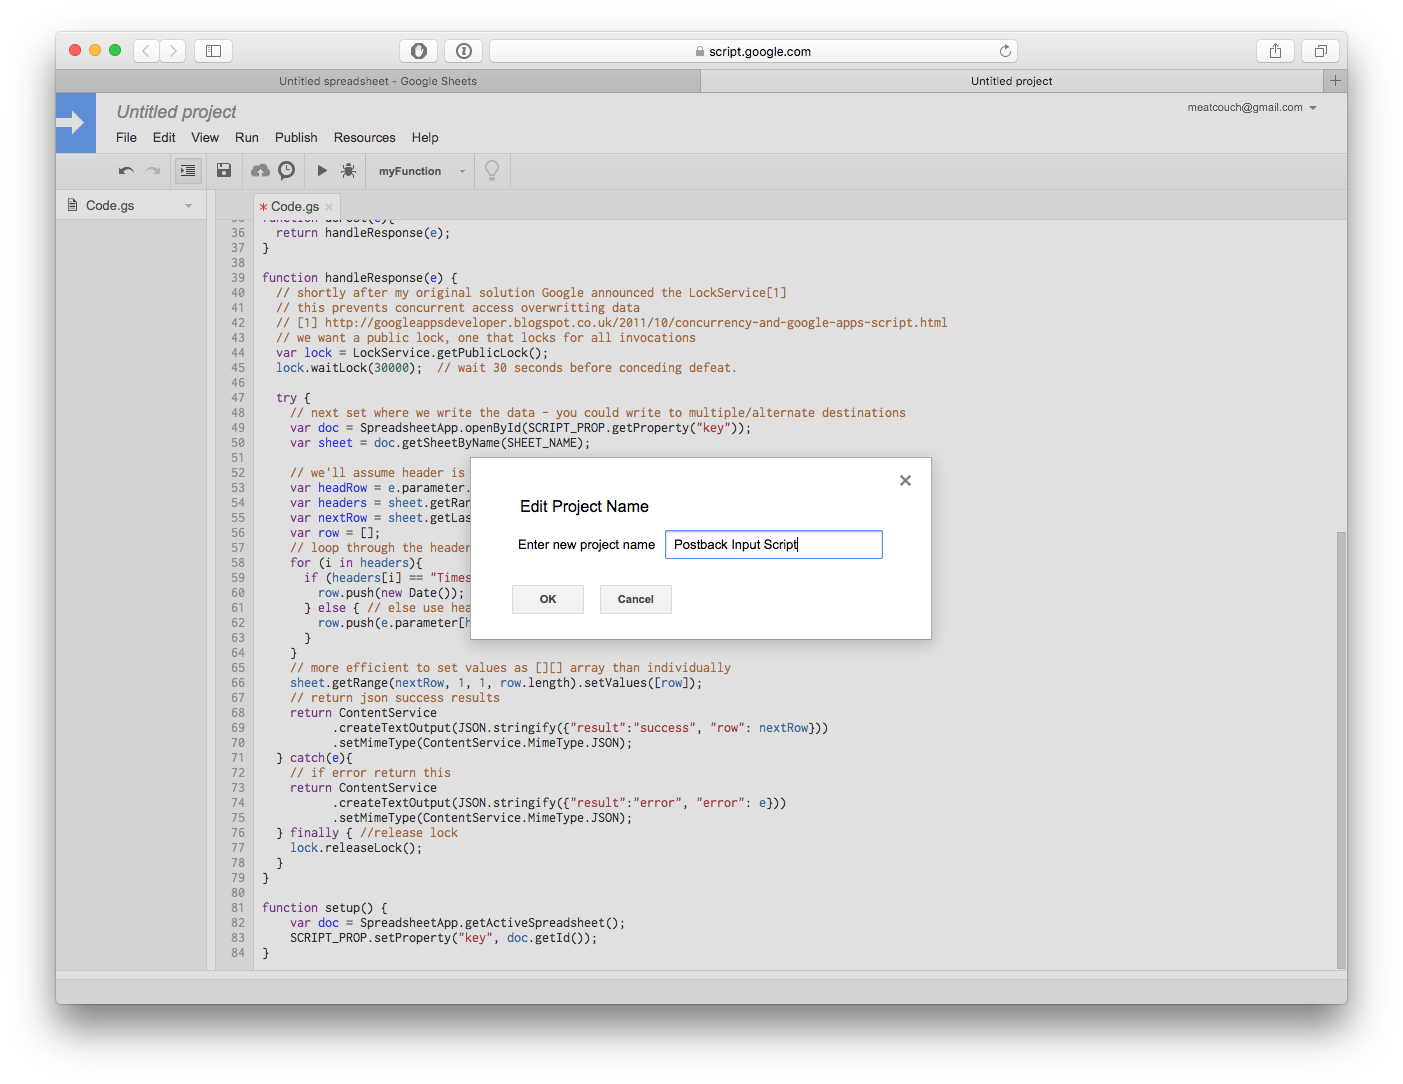 script.google.com
Untitled spreadsheet - Google Sheets
Untitled project
Untitled project
meatcouch@gmail.com
File Edit View Run Publish Resources Help
myFunction
Code.gs
* Code.gs
36 return handleResponse(e);
37 }
38
39 function handleResponse(e) {
40 // shortly after my original solution Google announced the LockService[1]
41 // this prevents concurrent access overwritting data
42 // [1] http://googleappsdeveloper.blogspot.co.uk/2011/10/concurrency-and-google-apps-script.html
43 // we want a public lock, one that locks for all invocations
44 var lock = LockService.getPublicLock();
45 lock.waitLock(30000); // wait 30 seconds before conceding defeat.
46
47 try {
48 // next set where we write the data - you could write to multiple/alternate destinations
49 var doc = SpreadsheetApp.openById(SCRIPT_PROP.getProperty("key"));
50 var sheet = doc.getSheetByName(SHEET_NAME);
51
52 // we'll assume header is
53 var headRow = e.parameter.
54 var headers = sheet.getRan
55 var nextRow = sheet.getLas
56 var row = [];
57 // loop through the header
58 for (i in headers){
59 if (headers[i] == "Times
60 row.push(new Date());
61 } else { // else use hea
62 row.push(e.parameter[h
63 }
64 }
65 // more efficient to set values as [][] array than individually
66 sheet.getRange(nextRow, 1, 1, row.length).setValues([row]);
67 // return json success results
68 return ContentService
69 .createTextOutput(JSON.stringify({"result":"success", "row": nextRow}))
70 .setMimeType(ContentService.MimeType.JSON);
71 } catch(e){
72 // if error return this
73 return ContentService
74 .createTextOutput(JSON.stringify({"result":"error", "error": e}))
75 .setMimeType(ContentService.MimeType.JSON);
76 } finally { //release lock
77 lock.releaseLock();
78 }
79 }
80
81 function setup() {
82 var doc = SpreadsheetApp.getActiveSpreadsheet();
83 SCRIPT_PROP.setProperty("key", doc.getId());
84 }
Edit Project Name
Enter new project name Postback Input Script
OK Cancel